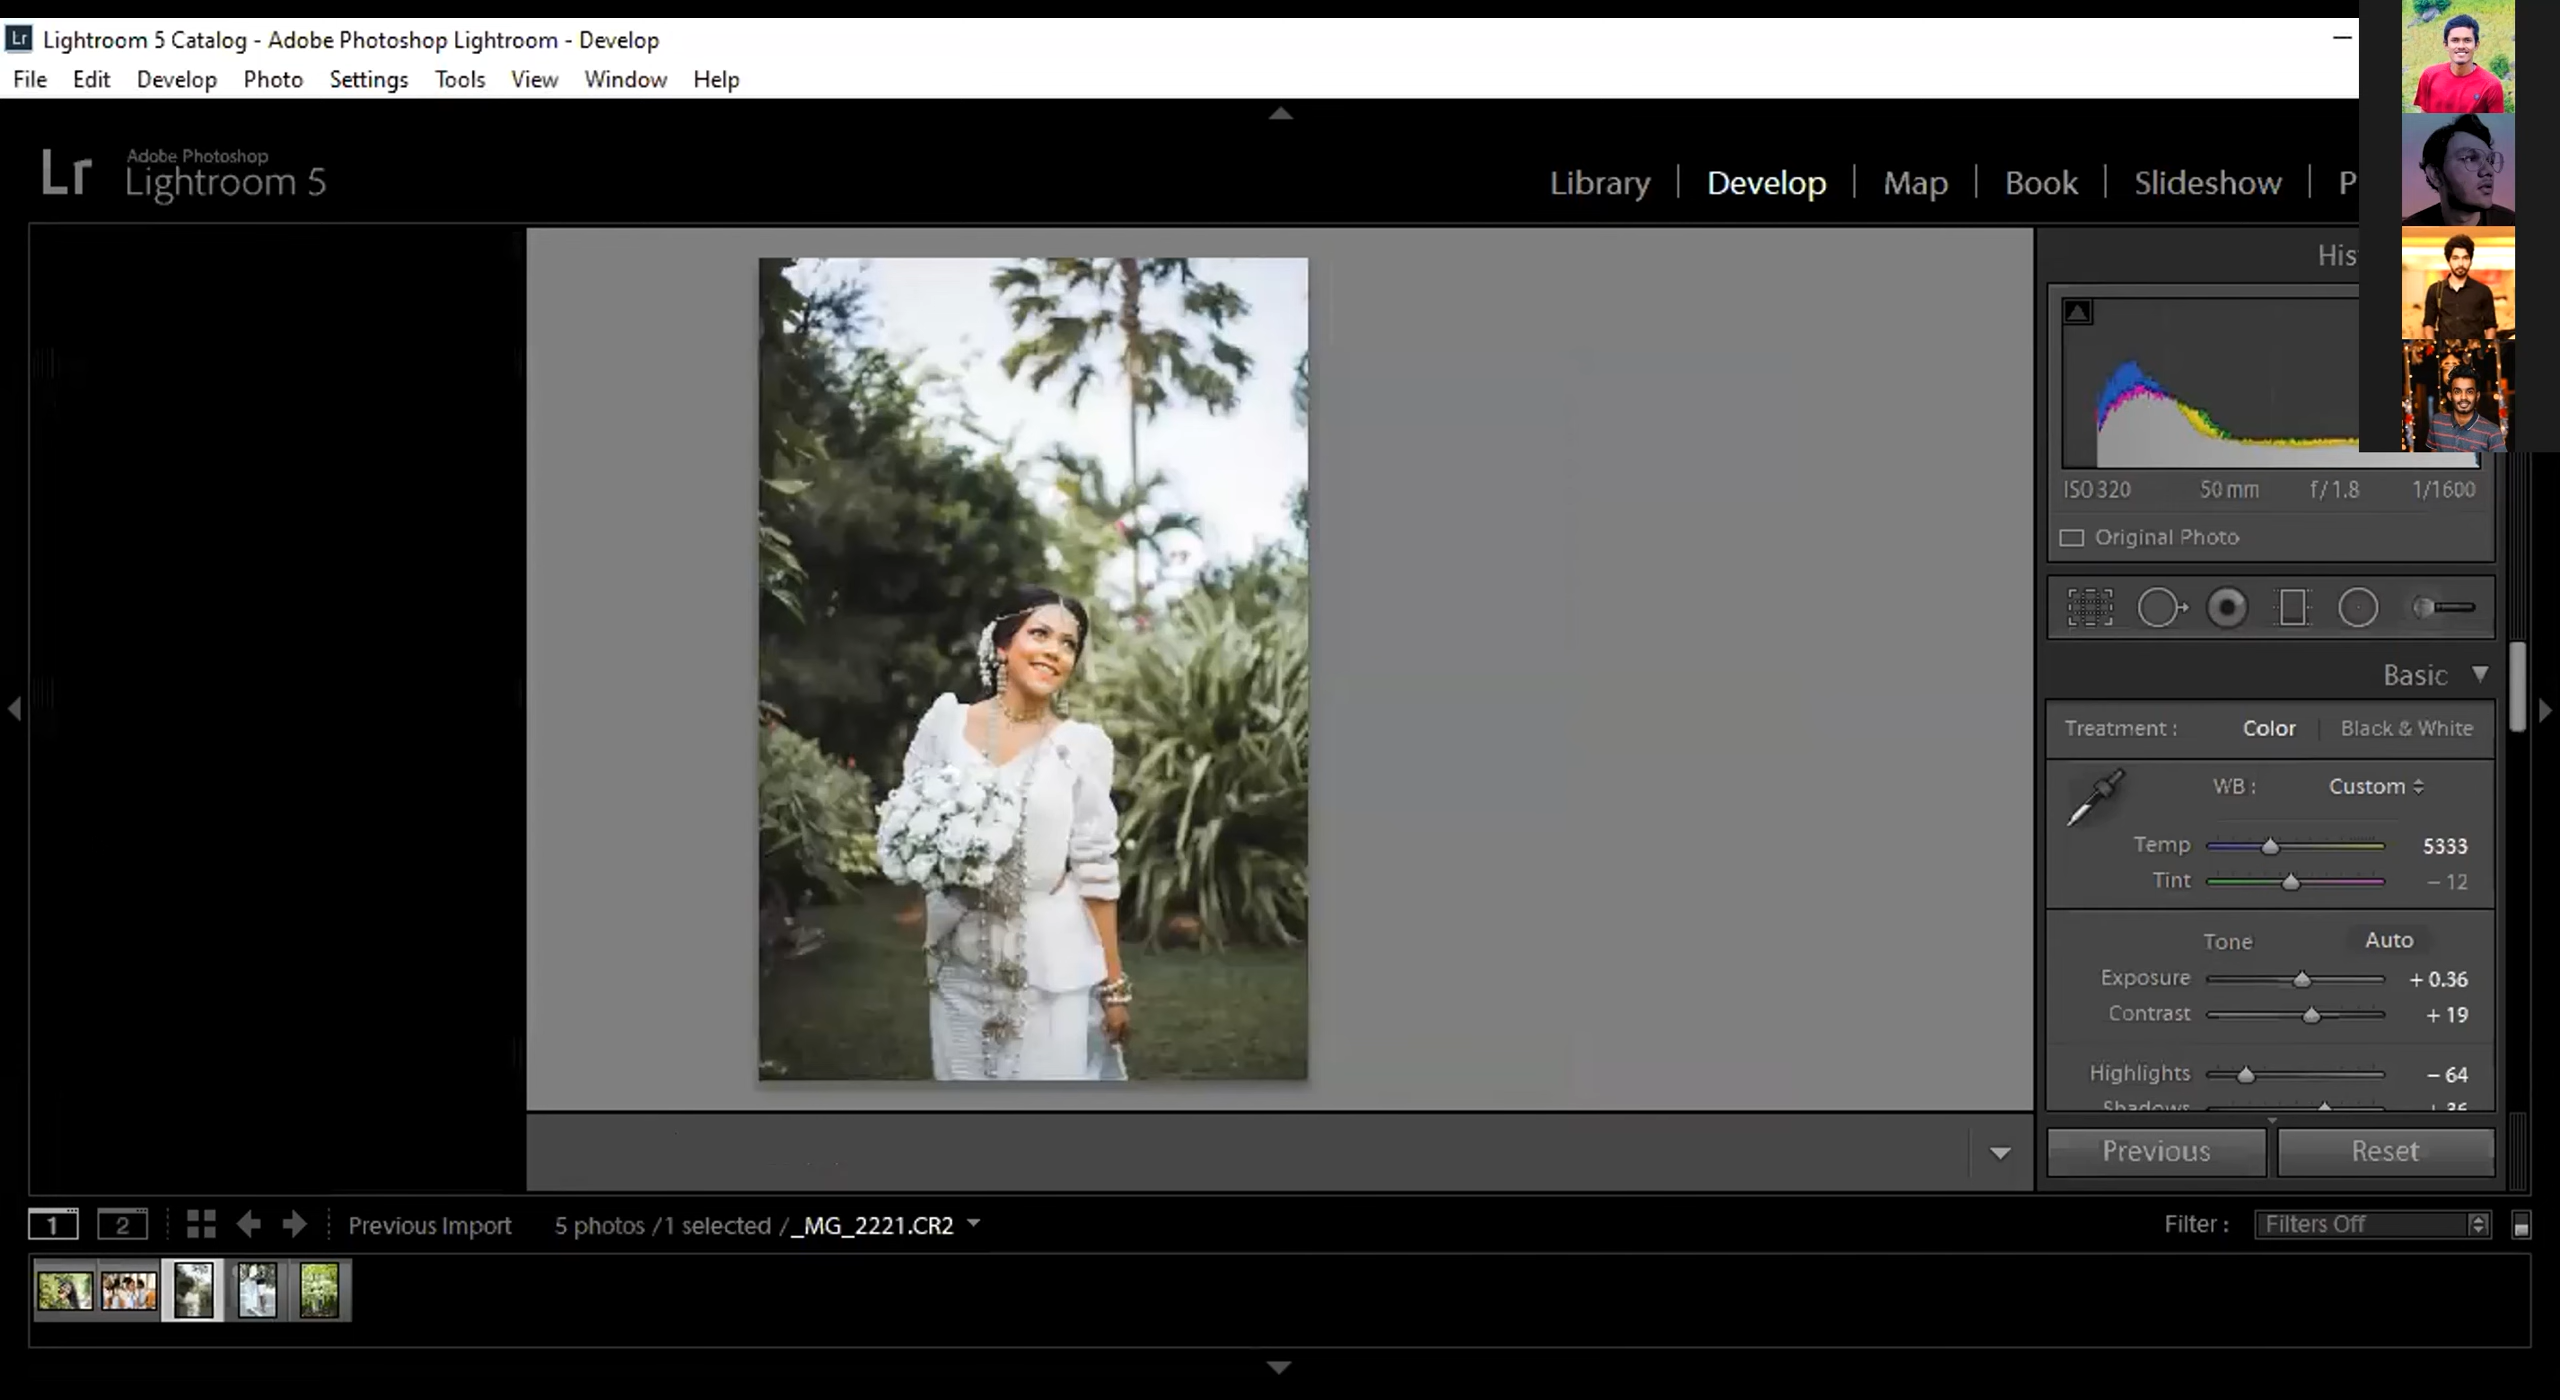 Lr Lightroom 5 Catalog - Adobe Photoshop Lightroom - Develop
File Edit Develop Photo Settings Tools View Window Help
Lr Adobe Photoshop
Lightroom 5
Library | Develop | Map | Book | Slideshow | P
His
ISO 320 50 mm f/1.8 1/1600
Original Photo
Basic
Treatment : Color | Black & White
WB : Custom
Temp 5333
Tint - 12
Tone Auto
Exposure + 0.36
Contrast + 19
Highlights - 64
Shadows + 36
Previous Reset
1 2 Previous Import 5 photos /1 selected /_MG_2221.CR2 Filter : Filters Off